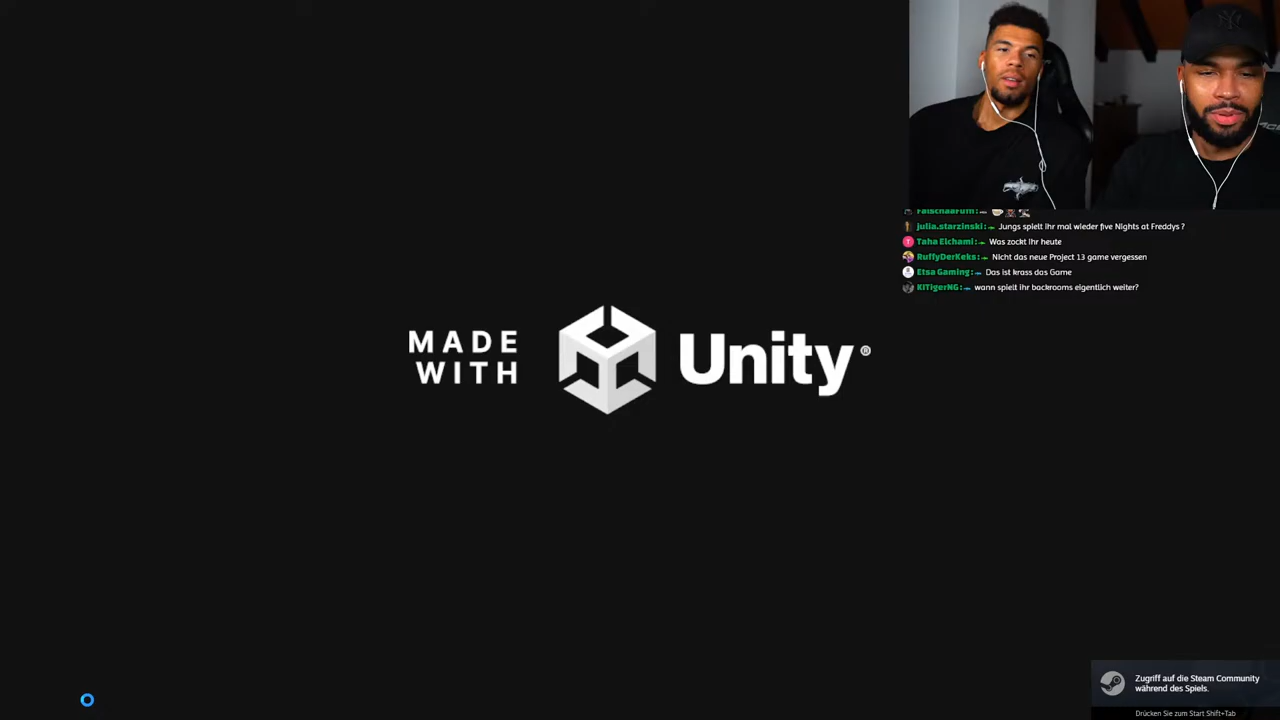 FalschaaFum:
julia.starzinski: Jungs spielt ihr mal wieder five Nights at Freddys ?
Taha Elchami: Was zockt ihr heute
RuffyDerKeks: Nicht das neue Project 13 game vergessen
Etsa Gaming: Das ist krass das Game
KITigerNG: wann spielt ihr backrooms eigentlich weiter?
MADE
WITH
Unity®
Zugriff auf die Steam Community
während des Spiels.
Drücken Sie zum Start Shift+Tab